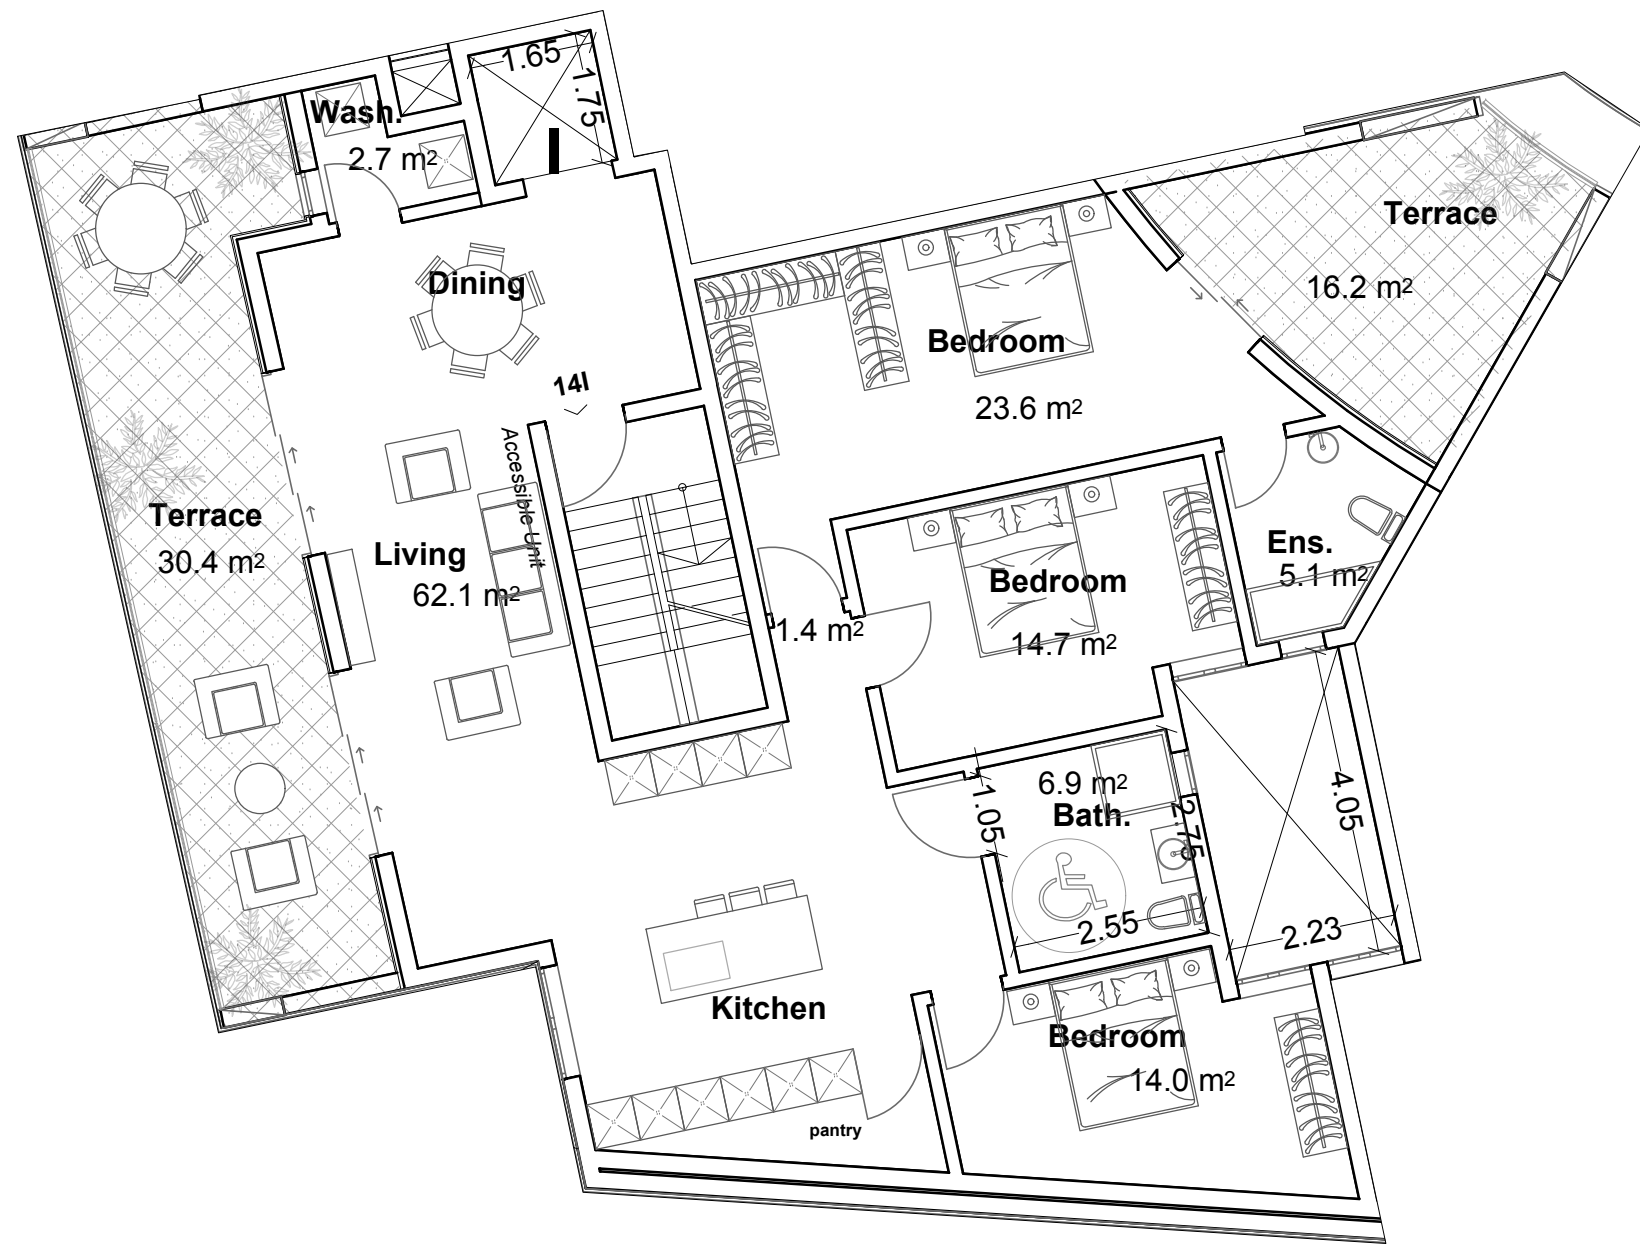 1.65
1.75
Wash.
2.7 m²
Terrace
16.2 m²
Dining
Bedroom
23.6 m²
14I
Accessible Unit
Terrace
30.4 m²
Living
62.1 m²
Ens.
5.1 m²
Bedroom
14.7 m²
1.4 m²
6.9 m²
Bath.
1.05
2.75
4.05
2.55
2.23
Kitchen
Bedroom
14.0 m²
pantry